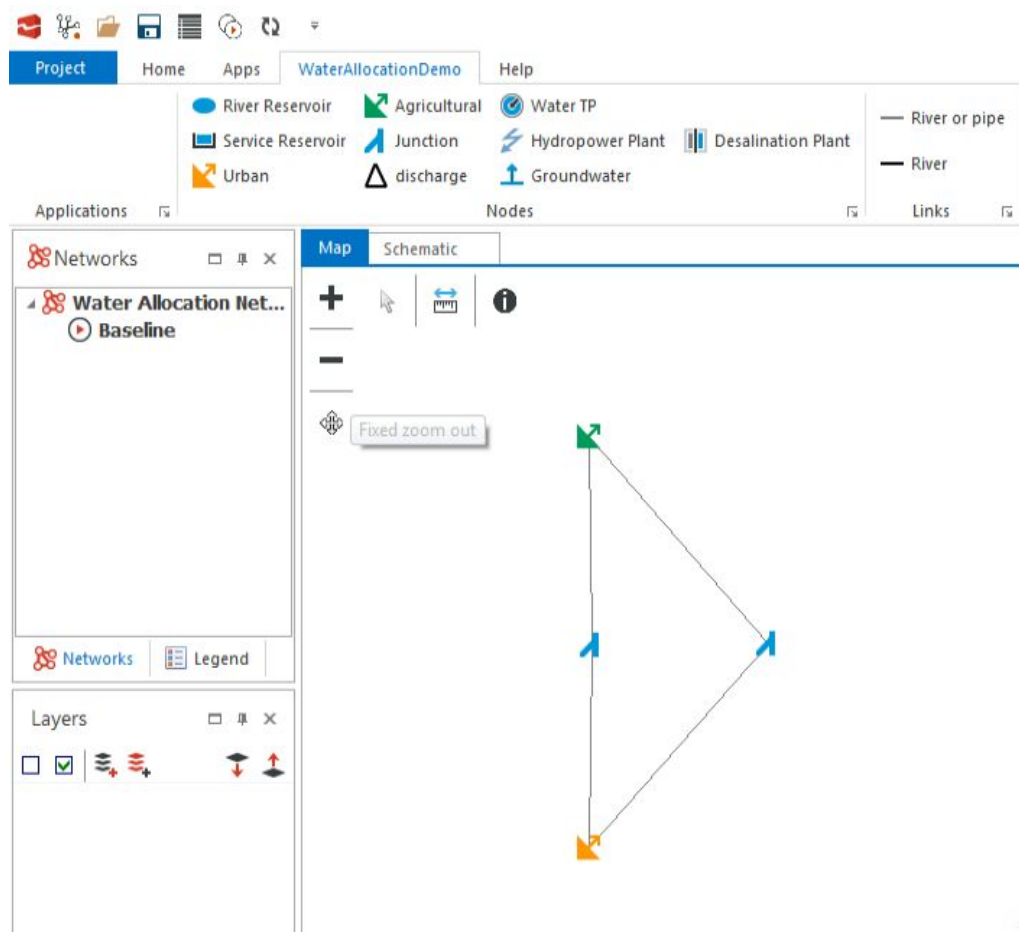 Project Home Apps WaterAllocationDemo Help
River Reservoir Agricultural Water TP
River or pipe
Service Reservoir Junction Hydropower Plant Desalination Plant
River
Urban discharge Groundwater
Applications Nodes Links
Networks
Map Schematic
Water Allocation Net...
Baseline
Fixed zoom out
Networks Legend
Layers